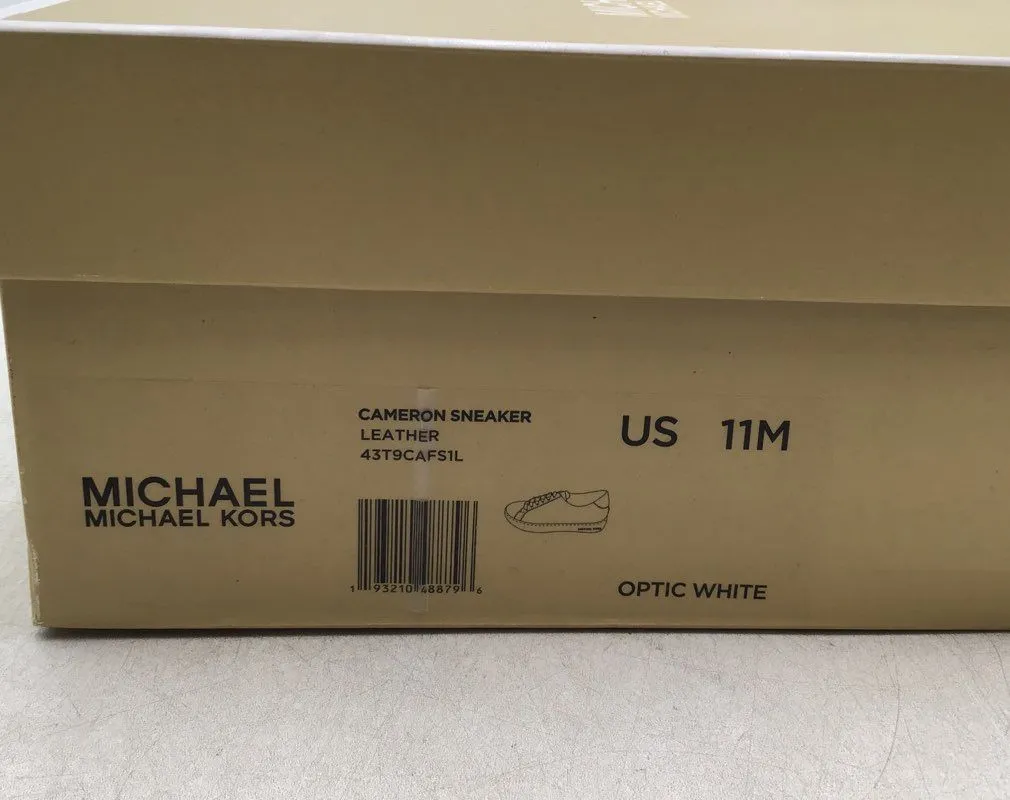 CAMERON SNEAKER
LEATHER
43T9CAFS1L
US 11M
MICHAEL
MICHAEL KORS
1 93210 48879 6
OPTIC WHITE